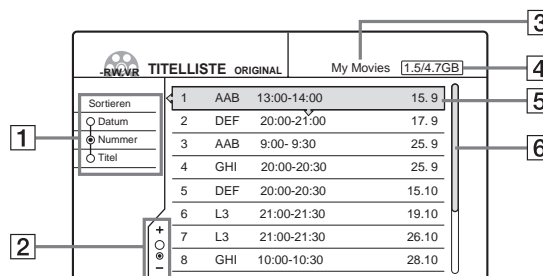 3
-RWVR TITELLISTE ORIGINAL My Movies 1.5/4.7GB 4
Sortieren
Datum
Nummer
Titel
1
1 AAB 13:00-14:00 15. 9 5
2 DEF 20:00-21:00 17. 9
3 AAB 9:00- 9:30 25. 9
6
4 GHI 20:00-20:30 25. 9
5 DEF 20:00-20:30 15.10
6 L3 21:00-21:30 19.10
7 L3 21:00-21:30 26.10
8 GHI 10:00-10:30 28.10
2
+
–